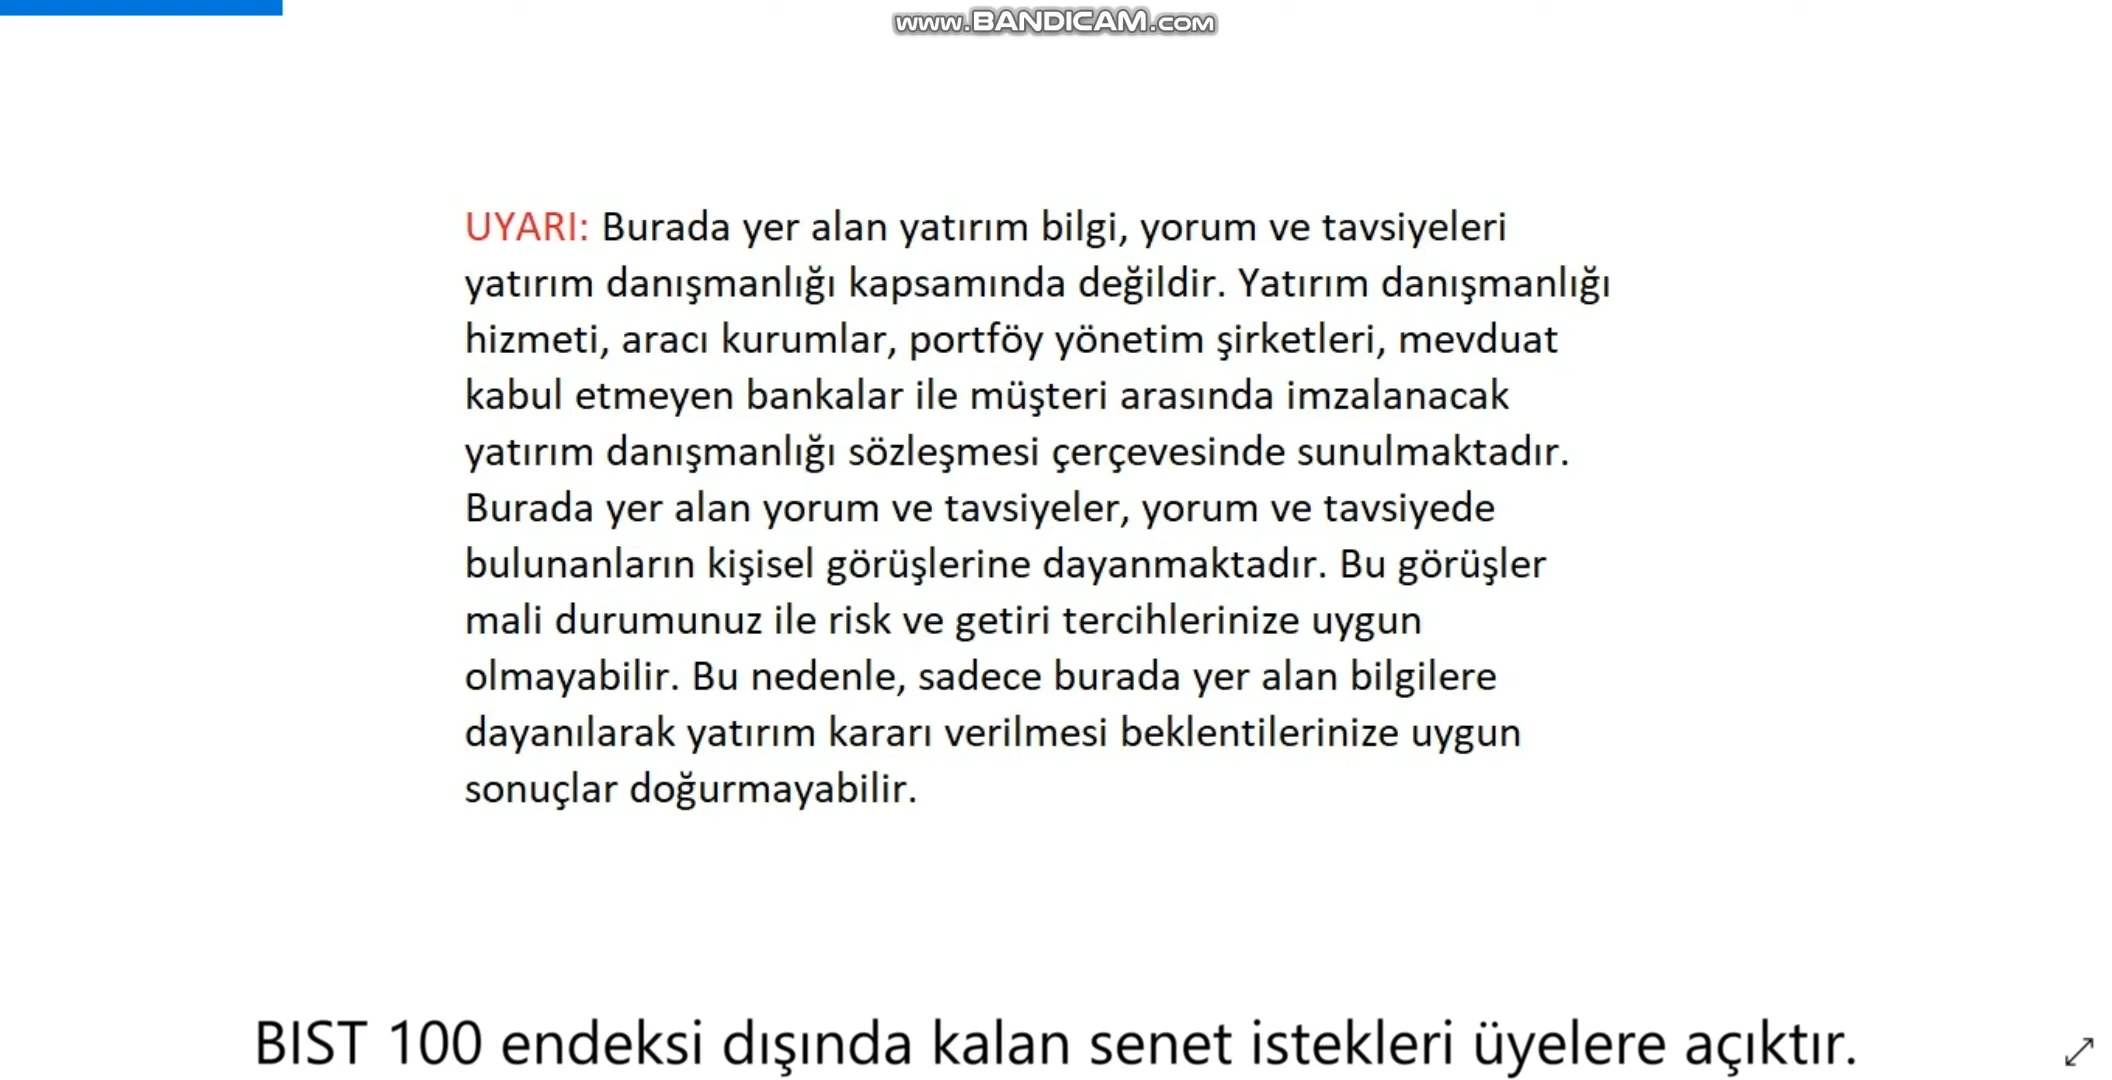 www.BANDICAM.com
UYARI: Burada yer alan yatırım bilgi, yorum ve tavsiyeleri
yatırım danışmanlığı kapsamında değildir. Yatırım danışmanlığı
hizmeti, aracı kurumlar, portföy yönetim şirketleri, mevduat
kabul etmeyen bankalar ile müşteri arasında imzalanacak
yatırım danışmanlığı sözleşmesi çerçevesinde sunulmaktadır.
Burada yer alan yorum ve tavsiyeler, yorum ve tavsiyede
bulunanların kişisel görüşlerine dayanmaktadır. Bu görüşler
mali durumunuz ile risk ve getiri tercihlerinize uygun
olmayabilir. Bu nedenle, sadece burada yer alan bilgilere
dayanılarak yatırım kararı verilmesi beklentilerinize uygun
sonuçlar doğurmayabilir.
BIST 100 endeksi dışında kalan senet istekleri üyelere açıktır.